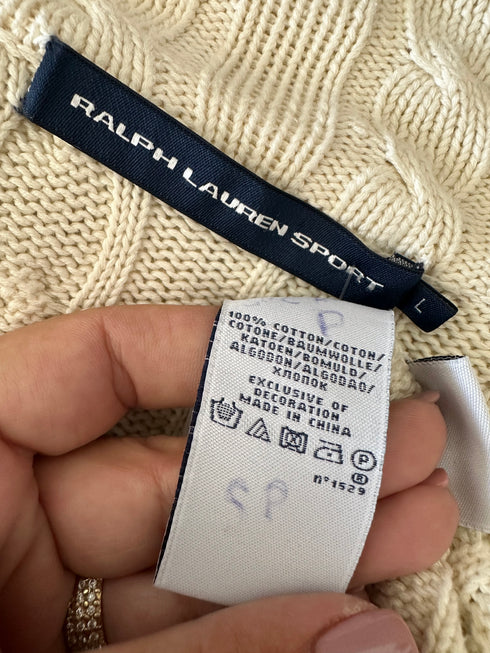 RALPH LAUREN SPORT
L
P
100% COTTON/COTON/
COTONE/BAUMWOLLE/
KATOEN/BOMULD/
ALGODON/ALGODAO/
ХЛОПОК
EXCLUSIVE OF
DECORATION
MADE IN CHINA
P
®
n°1529
SP